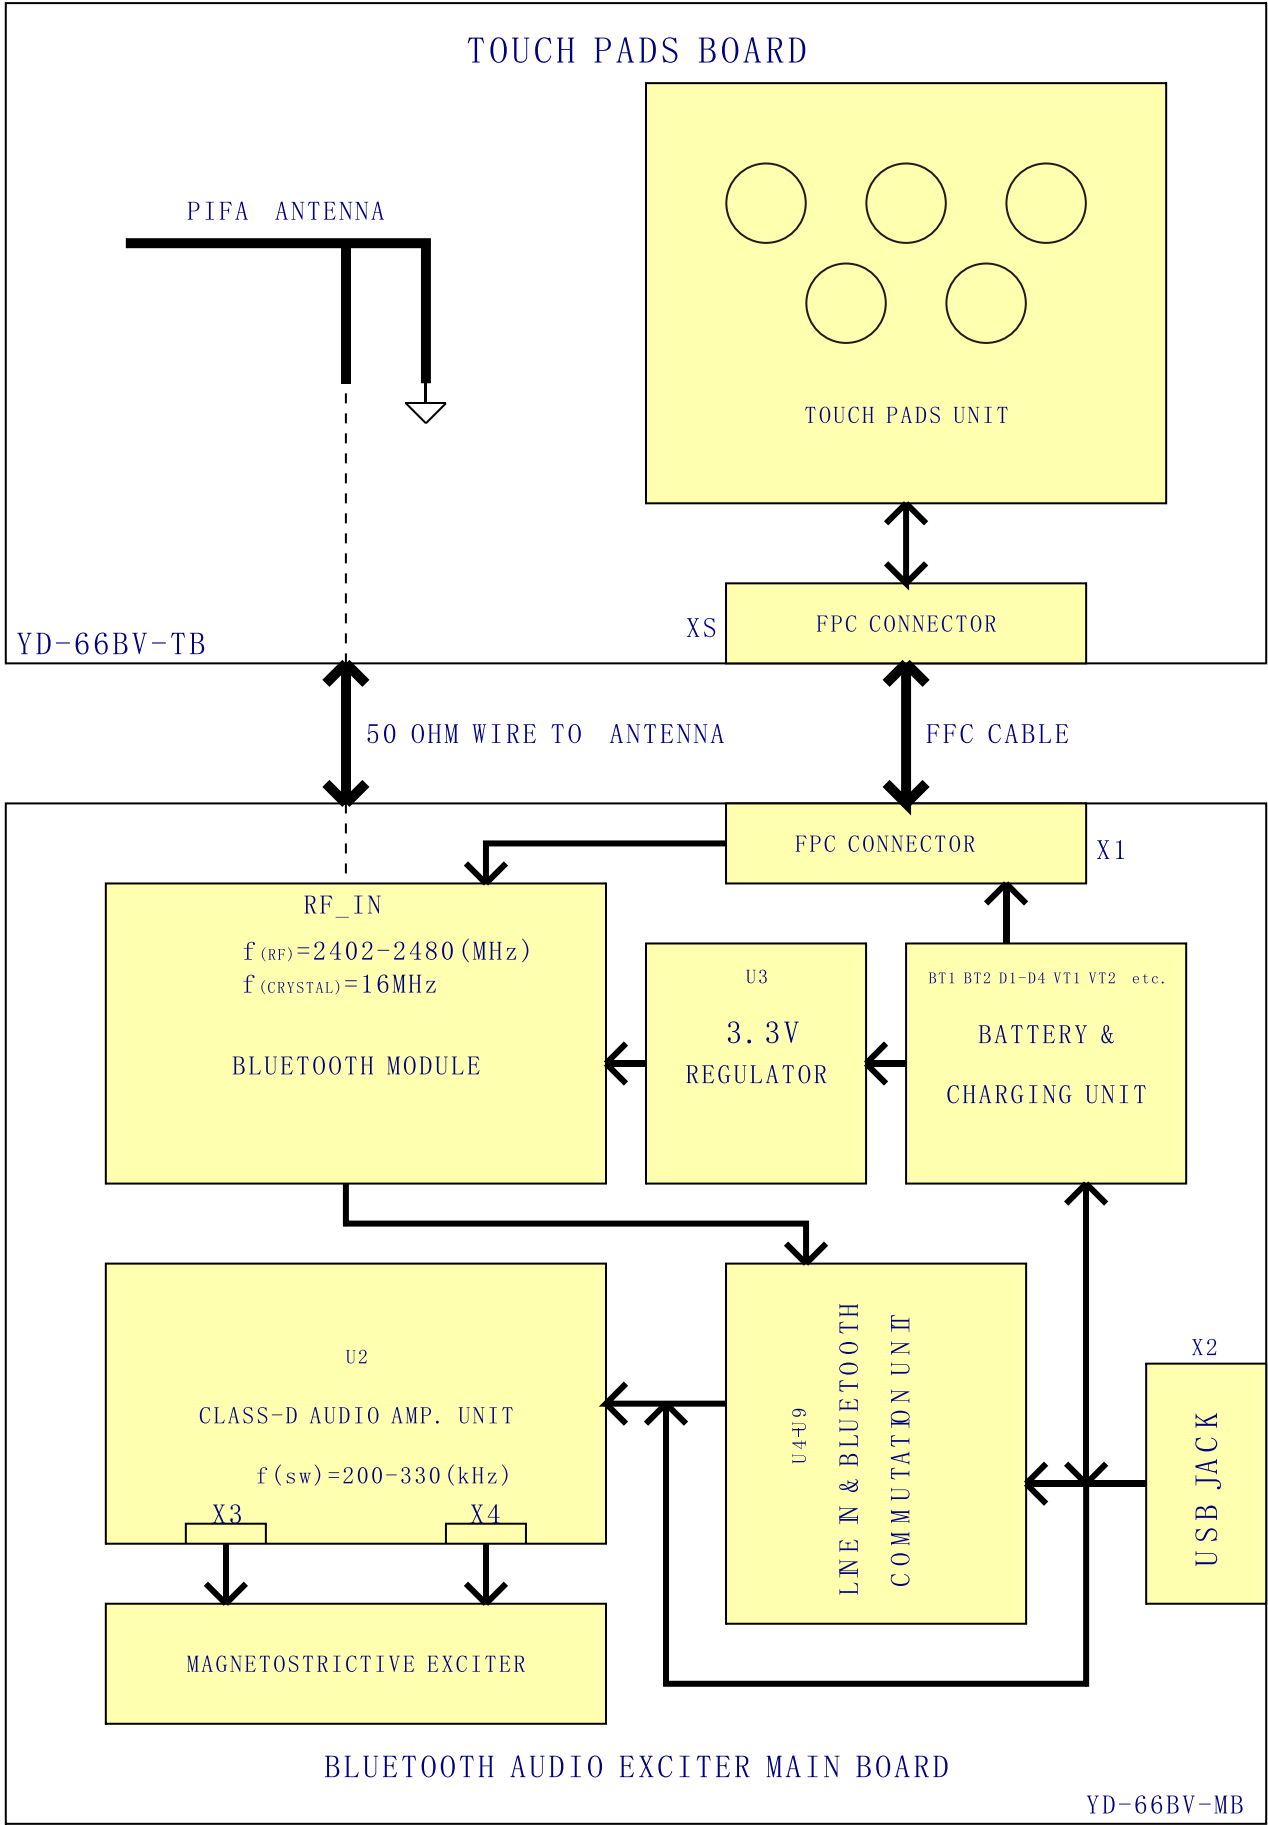 TOUCH PADS BOARD
PIFA ANTENNA
TOUCH PADS UNIT
XS
FPC CONNECTOR
YD-66BV-TB
50 OHM WIRE TO ANTENNA
FFC CABLE
FPC CONNECTOR
X1
RF_IN
f(RF)=2402-2480(MHz)
f(CRYSTAL)=16MHz
BLUETOOTH MODULE
U3
3.3V
REGULATOR
BT1 BT2 D1-D4 VT1 VT2 etc.
BATTERY &
CHARGING UNIT
U2
CLASS-D AUDIO AMP. UNIT
f(sw)=200-330(kHz)
X3
X4
U4-U9
LINE IN & BLUETOOTH
COMMUTATION UNIT
X2
USB JACK
MAGNETOSTRICTIVE EXCITER
BLUETOOTH AUDIO EXCITER MAIN BOARD
YD-66BV-MB